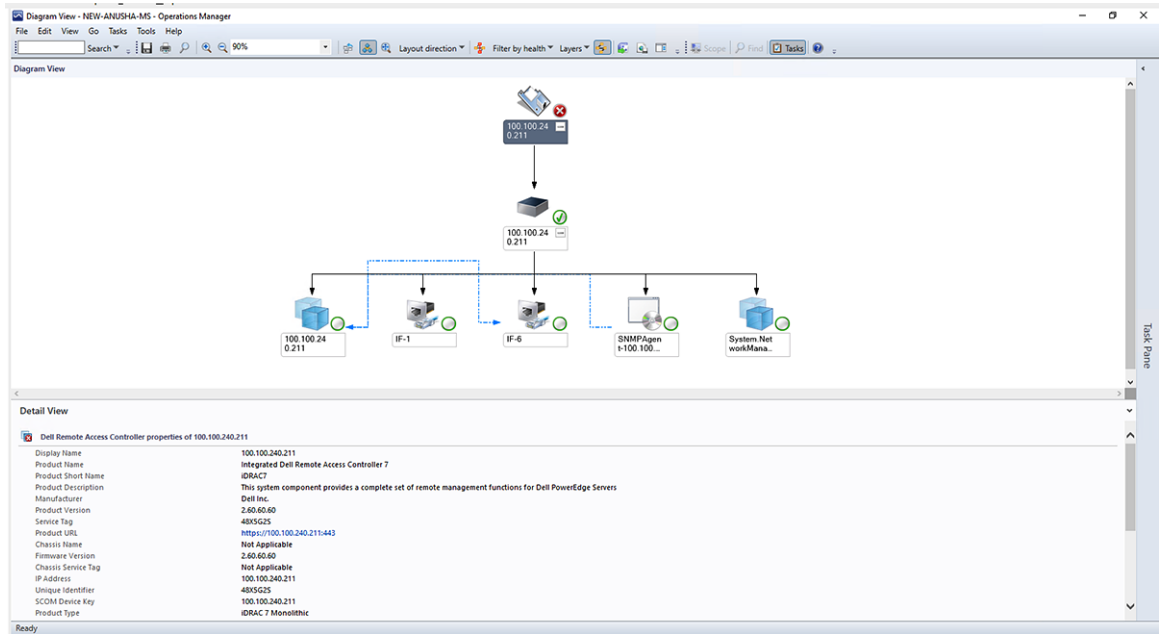 Diagram View - NEW-ANUSHA-MS - Operations Manager
File Edit View Go Tasks Tools Help
Search 90% Layout direction Filter by health Layers Scope Find Tasks
Diagram View
100.100.24
0.211
100.100.24
0.211
100.100.24
0.211
IF-1
IF-6
SNMPAgen
t-100.100...
System.Net
workMana...
Task Pane
Detail View
Dell Remote Access Controller properties of 100.100.240.211
Display Name 100.100.240.211
Product Name Integrated Dell Remote Access Controller 7
Product Short Name iDRAC7
Product Description This system component provides a complete set of remote management functions for Dell PowerEdge Servers
Manufacturer Dell Inc.
Product Version 2.60.60.60
Service Tag 48X5G2S
Product URL https://100.100.240.211:443
Chassis Name Not Applicable
Firmware Version 2.60.60.60
Chassis Service Tag Not Applicable
IP Address 100.100.240.211
Unique Identifier 48X5G2S
SCOM Device Key 100.100.240.211
Product Type iDRAC 7 Monolithic
Ready